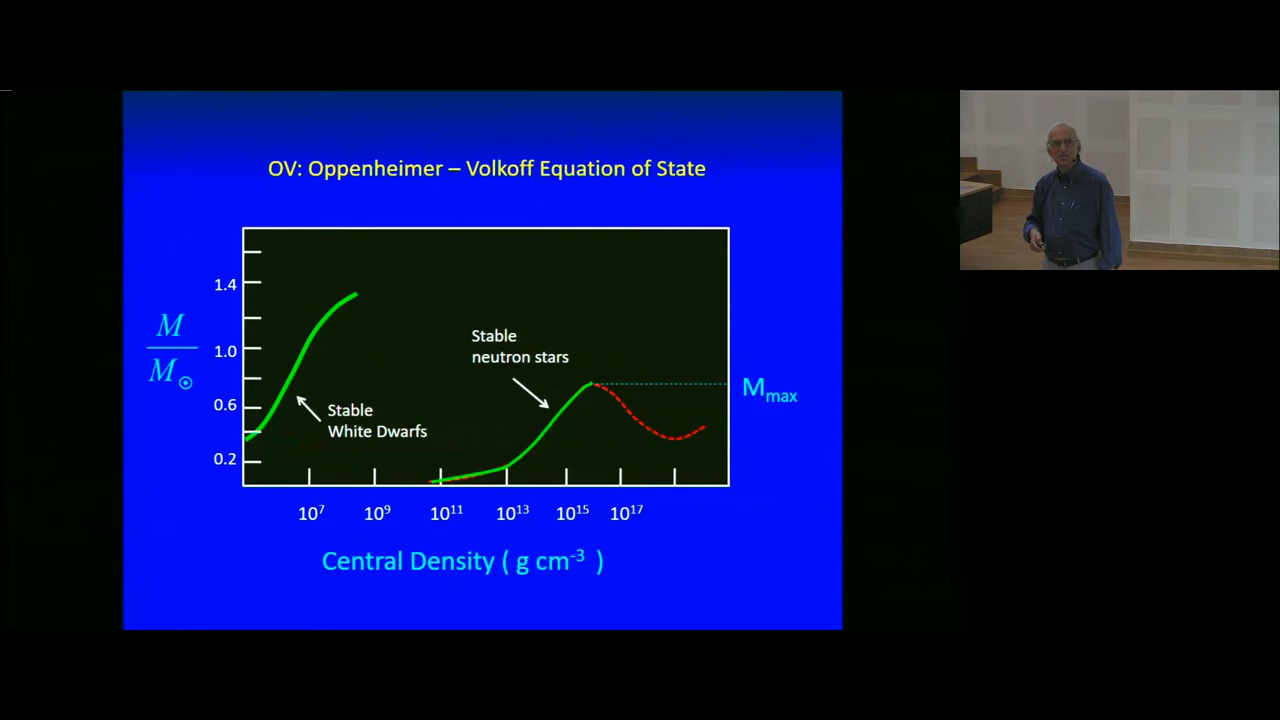 OV: Oppenheimer – Volkoff Equation of State
1.4
1.0
0.6
0.2
M
M☉
Stable
White Dwarfs
Stable
neutron stars
Mmax
10⁷ 10⁹ 10¹¹ 10¹³ 10¹⁵ 10¹⁷
Central Density ( g cm⁻³ )